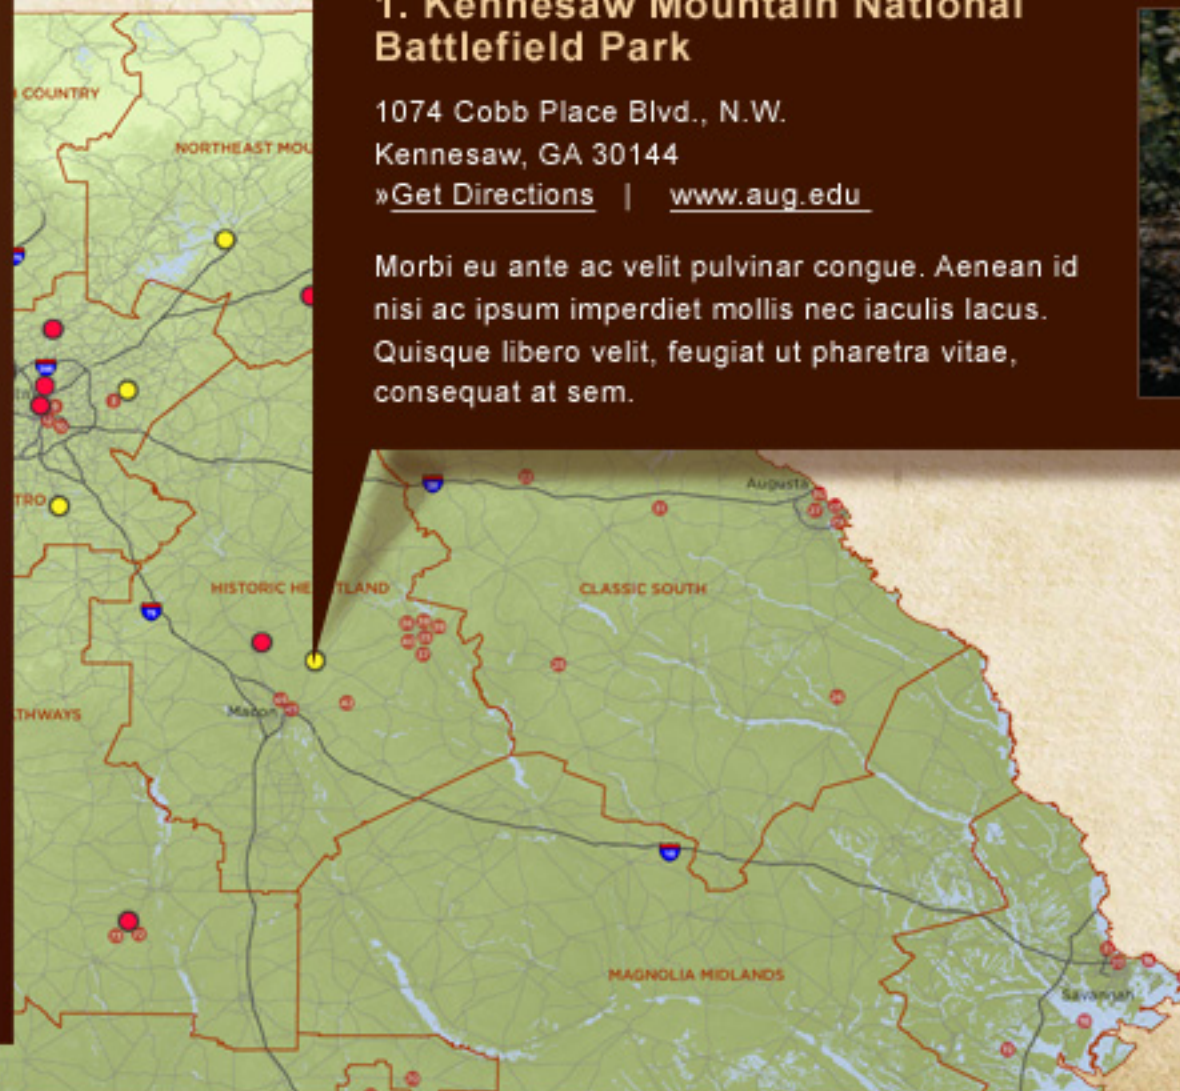 1. Kennesaw Mountain National
Battlefield Park
1074 Cobb Place Blvd., N.W.
Kennesaw, GA 30144
»Get Directions | www.aug.edu
Morbi eu ante ac velit pulvinar congue. Aenean id
nisi ac ipsum imperdiet mollis nec iaculis lacus.
Quisque libero velit, feugiat ut pharetra vitae,
consequat at sem.
COUNTRY
NORTHEAST MOU
TRO
HISTORIC HE TLAND
THWAYS
Macon
Augusta
CLASSIC SOUTH
MAGNOLIA MIDLANDS
Savannah